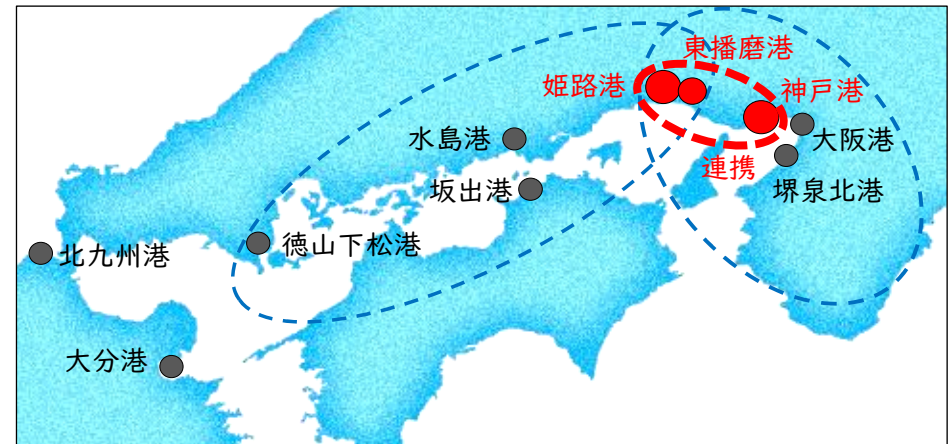 東播磨港
姫路港
神戸港
水島港
大阪港
連携
坂出港
堺泉北港
徳山下松港
北九州港
大分港